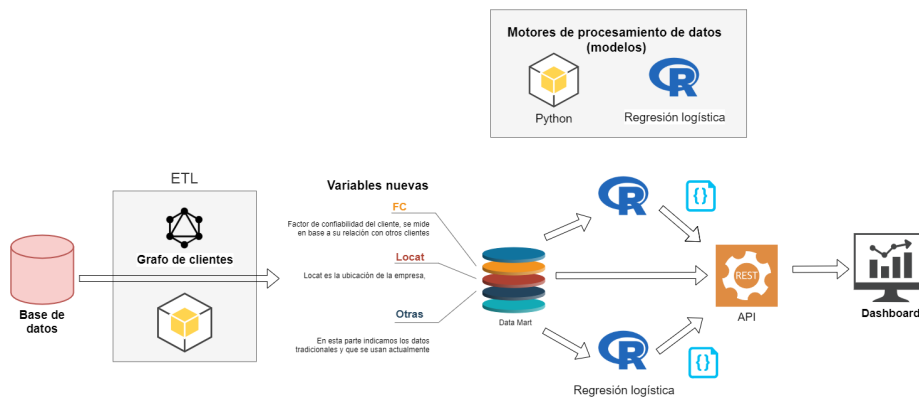 Motores de procesamiento de datos
(modelos)
Python
Regresión logística
ETL
Grafo de clientes
Base de
datos
Variables nuevas
FC
Factor de confiabilidad del cliente, se mide
en base a su relación con otros clientes
Locat
Locat es la ubicación de la empresa,
Otras
En esta parte indicamos los datos
tradicionales y que se usan actualmente
Data Mart
R
R
R
{}
{}
Regresión logística
REST
API
Dashboard